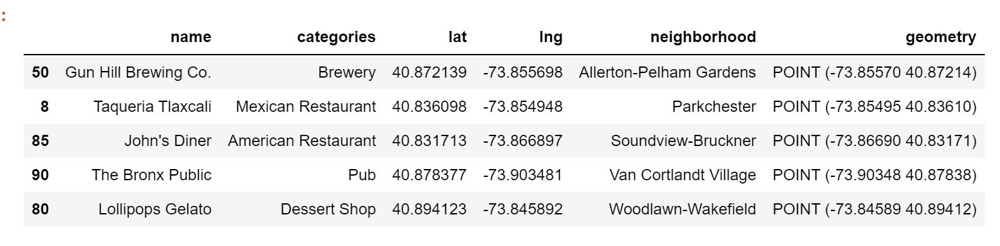 :
name categories lat lng neighborhood geometry
50 Gun Hill Brewing Co. Brewery 40.872139 -73.855698 Allerton-Pelham Gardens POINT (-73.85570 40.87214)
8 Taqueria Tlaxcali Mexican Restaurant 40.836098 -73.854948 Parkchester POINT (-73.85495 40.83610)
85 John's Diner American Restaurant 40.831713 -73.866897 Soundview-Bruckner POINT (-73.86690 40.83171)
90 The Bronx Public Pub 40.878377 -73.903481 Van Cortlandt Village POINT (-73.90348 40.87838)
80 Lollipops Gelato Dessert Shop 40.894123 -73.845892 Woodlawn-Wakefield POINT (-73.84589 40.89412)